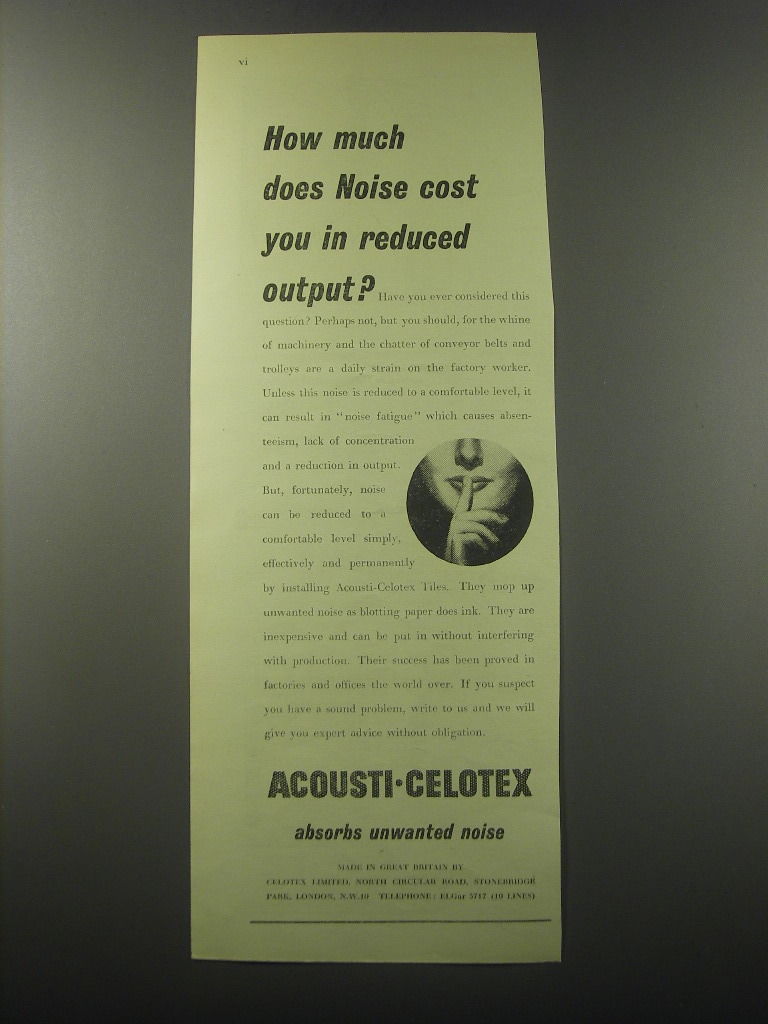 vi
How much
does Noise cost
you in reduced
output? Have you ever considered this
question? Perhaps not, but you should, for the whine
of machinery and the chatter of conveyor belts and
trolleys are a daily strain on the factory worker.
Unless this noise is reduced to a comfortable level, it
can result in "noise fatigue" which causes absen-
teeism, lack of concentration
and a reduction in output.
But, fortunately, noise
can be reduced to a
comfortable level simply,
effectively and permanently
by installing Acousti-Celotex Tiles. They mop up
unwanted noise as blotting paper does ink. They are
inexpensive and can be put in without interfering
with production. Their success has been proved in
factories and offices the world over. If you suspect
you have a sound problem, write to us and we will
give you expert advice without obligation.
ACOUSTI·CELOTEX
absorbs unwanted noise
MADE IN GREAT BRITAIN BY
CELOTEX LIMITED, NORTH CIRCULAR ROAD, STONEBRIDGE
PARK, LONDON, N.W.10 TELEPHONE: ELGar 5717 (10 LINES)